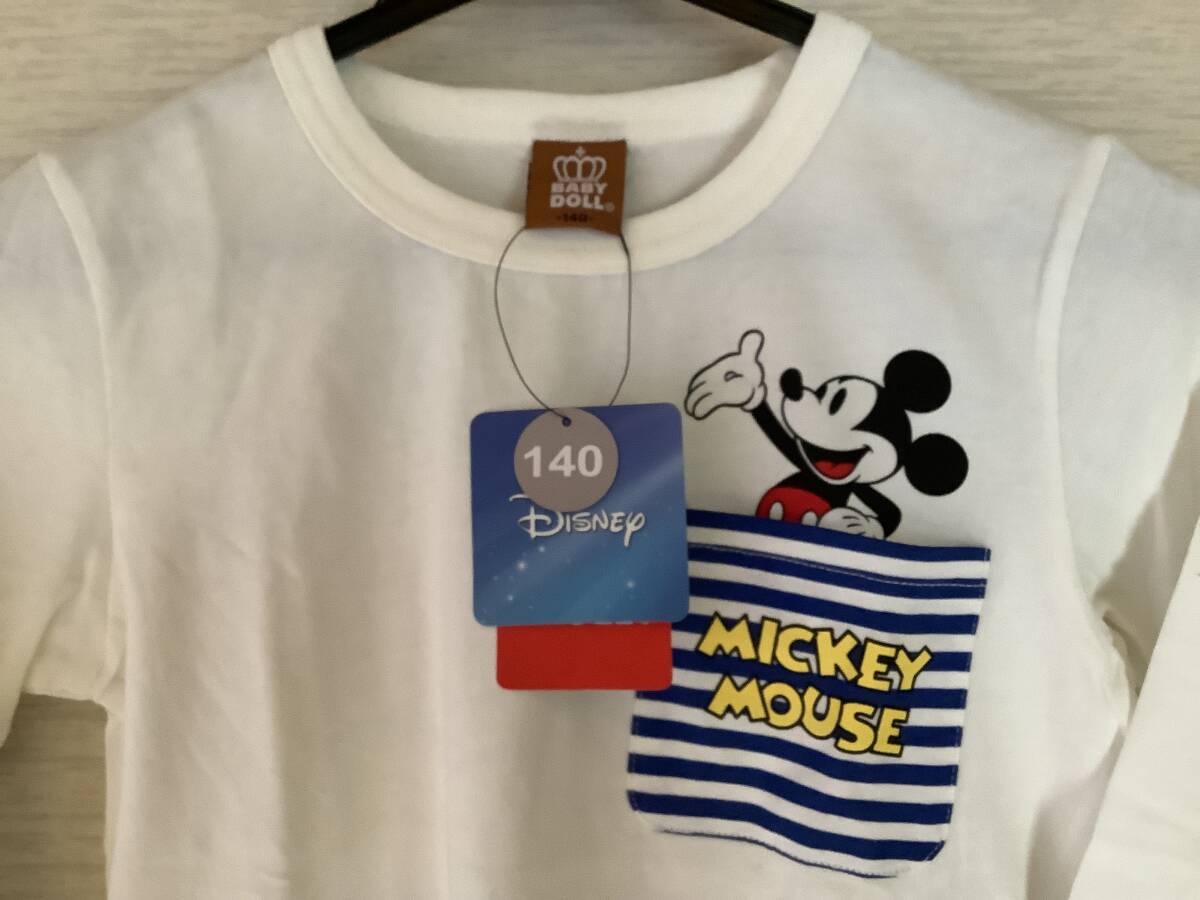 BABY
DOLL®
-140-
140
Disney
MICKEY
MOUSE